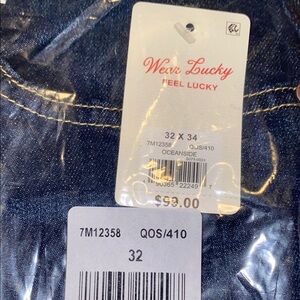 Wear Lucky
FEEL LUCKY
32 X 34
7M12358 QOS/410
OCEANSIDE
$99.00
7M12358 QOS/410
32